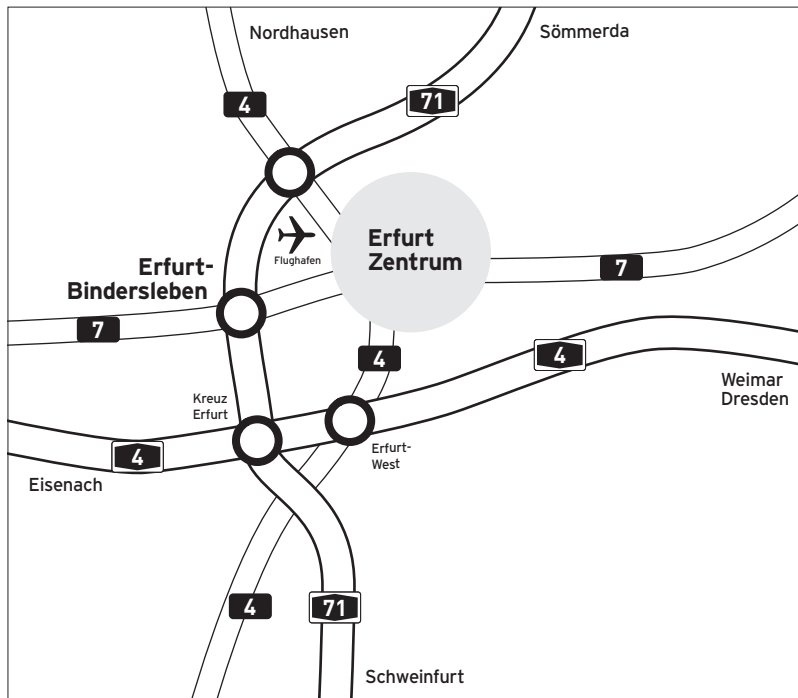 Nordhausen
Sömmerda
71
4
Flughafen
Erfurt
Zentrum
Erfurt-
Bindersleben
7
7
4
4
Weimar
Dresden
Kreuz
Erfurt
Erfurt-
West
4
Eisenach
4
71
Schweinfurt